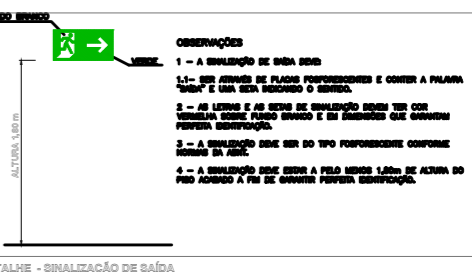 DO BRANCO
VERDE
ALTURA 1,80 m
OBSERVAÇÕES
1 - A SINALIZAÇÃO DE SAÍDA DEVE:
1.1- SER ATRAVÉS DE PLACAS FOSFORESCENTES E CONTER A PALAVRA
"SAÍDA" E UMA SETA INDICANDO O SENTIDO.
2 - AS LETRAS E AS SETAS DE SINALIZAÇÃO DEVEM TER COR
VERMELHA SOBRE FUNDO BRANCO E EM DIMENSÕES QUE GARANTAM
PERFEITA IDENTIFICAÇÃO.
3 - A SINALIZAÇÃO DEVE SER DO TIPO FOSFORESCENTE CONFORME
NORMAS DA ABNT.
4 - A SINALIZAÇÃO DEVE ESTAR A PELO MENOS 1,80m DE ALTURA DO
PISO ACABADO A FIM DE GARANTIR PERFEITA IDENTIFICAÇÃO.
TALHE - SINALIZAÇÃO DE SAÍDA